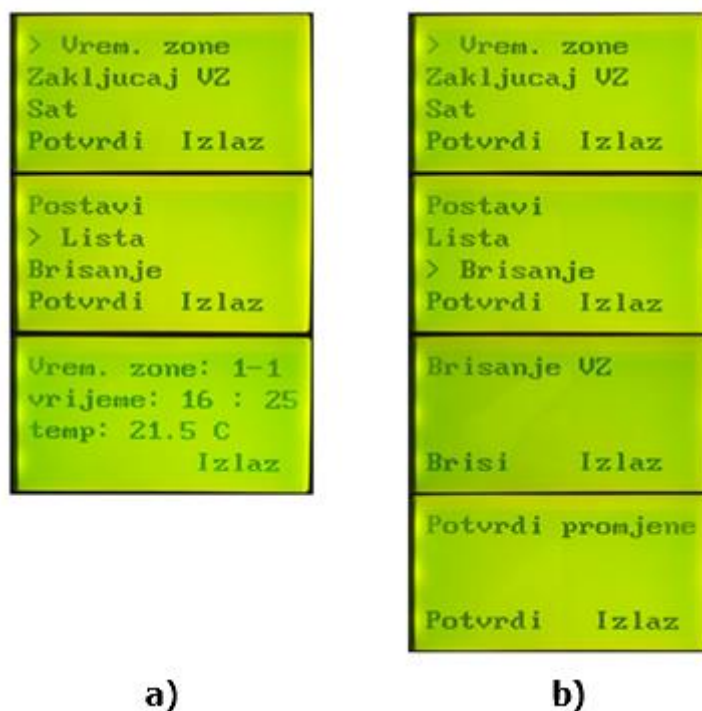 > Vrem. zone
Zakljucaj VZ
Sat
Potvrdi Izlaz
Postavi
> Lista
Brisanje
Potvrdi Izlaz
Vrem. zone: 1-1
vrijeme: 16 : 25
temp: 21.5 C
Izlaz
a)
> Vrem. zone
Zakljucaj VZ
Sat
Potvrdi Izlaz
Postavi
Lista
> Brisanje
Potvrdi Izlaz
Brisanje VZ
Brisi Izlaz
Potvrdi promjene
Potvrdi Izlaz
b)